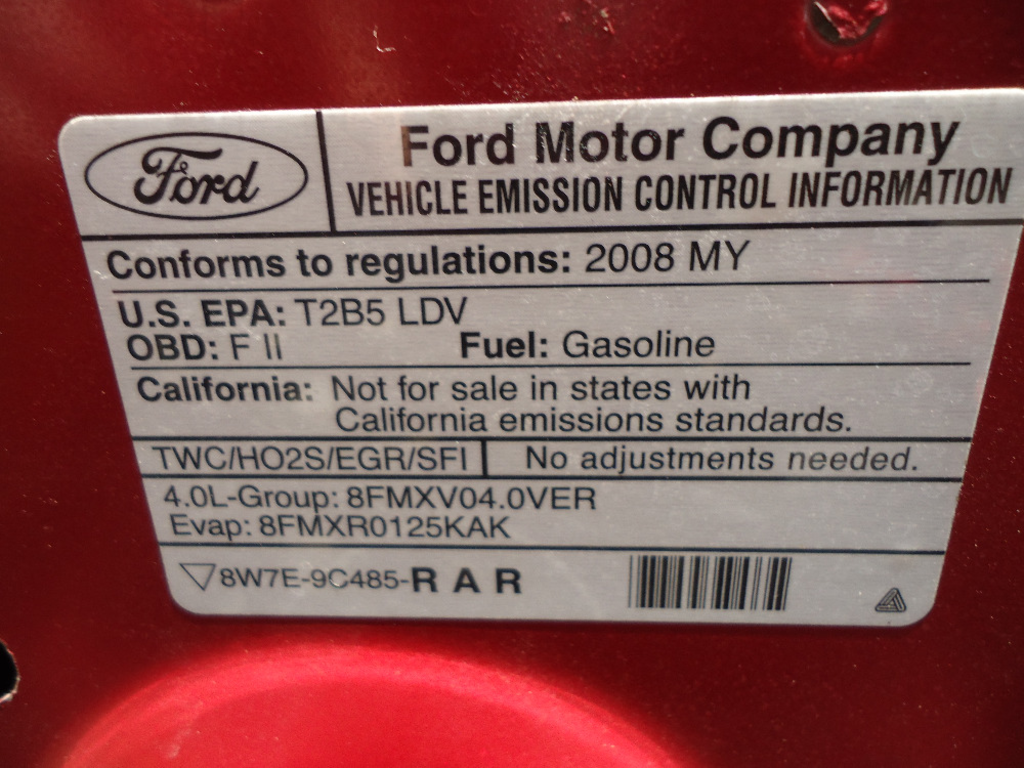 Ford
Ford Motor Company
VEHICLE EMISSION CONTROL INFORMATION
Conforms to regulations: 2008 MY
U.S. EPA: T2B5 LDV
OBD: F II Fuel: Gasoline
California: Not for sale in states with
California emissions standards.
TWC/HO2S/EGR/SFI No adjustments needed.
4.0L-Group: 8FMXV04.0VER
Evap: 8FMXR0125KAK
8W7E-9C485-R A R